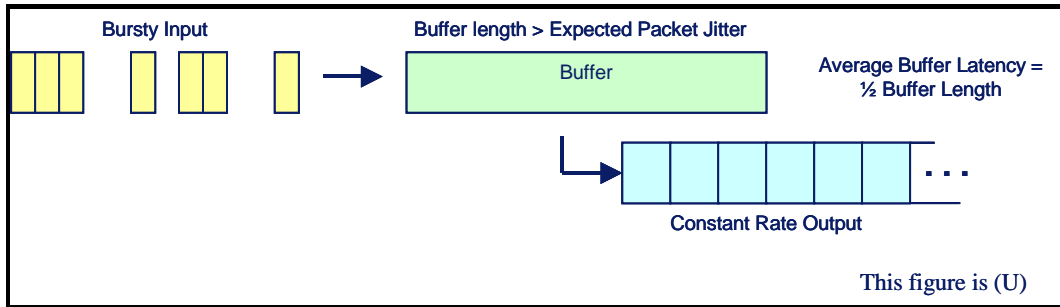 Bursty Input
Buffer length > Expected Packet Jitter
Buffer
Average Buffer Latency =
½ Buffer Length
. . .
Constant Rate Output
This figure is (U)